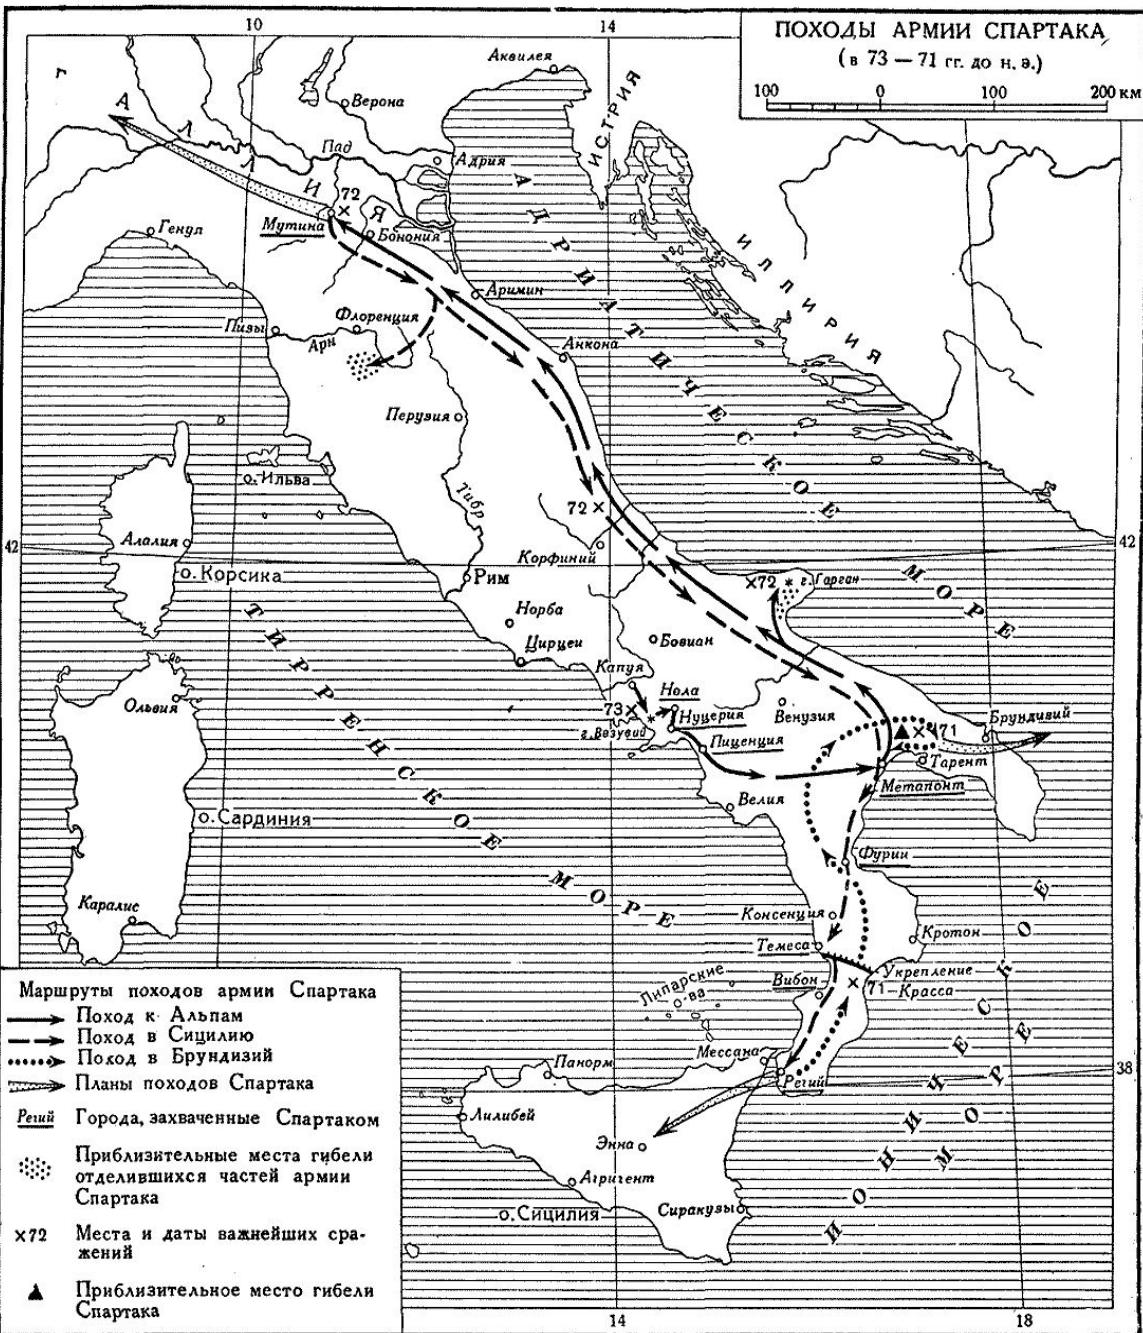 10
14
ПОХОДЫ АРМИИ СПАРТАКА
(в 73 — 71 гг. до н. э.)
100 0 100 200 км
Аквилея
Верона
ГАЛЛИЯ
Пад
Адрия
ИСТРИЯ
АДРИАТИЧЕСКОЕ МОРЕ
ИЛЛИРИЯ
72
Мутина
Бонония
Генуя
Аримин
Флоренция
Пизы
Арн
Анкона
Перузия
Ильва
Тибр
72
42
42
Алалия
Корфиний
о. Корсика
Рим
72
г. Гарган
ТИРРЕНСКОЕ МОРЕ
Норба
Цирцеи
Бовиан
Капуя
Ольвия
Нола
73
Нуцерия
Венузия
г. Везувий
Пиценция
71
Брундизий
Тарент
Метапонт
Велия
о. Сардиния
Фурии
Каралис
Консенция
Кротон
Темеса
Укрепление
Красса
71
Вибон
Липарские
о-ва
ИОНИЧЕСКОЕ МОРЕ
Мессана
Панорм
Регий
38
Лилибей
Энна
Агригент
о. Сицилия
Сиракузы
14
18
Маршруты походов армии Спартака
Поход к Альпам
Поход в Сицилию
Поход в Брундизий
Планы походов Спартака
Регий Города, захваченные Спартаком
Приблизительные места гибели
отделившихся частей армии
Спартака
×72 Места и даты важнейших сра-
жений
Приблизительное место гибели
Спартака